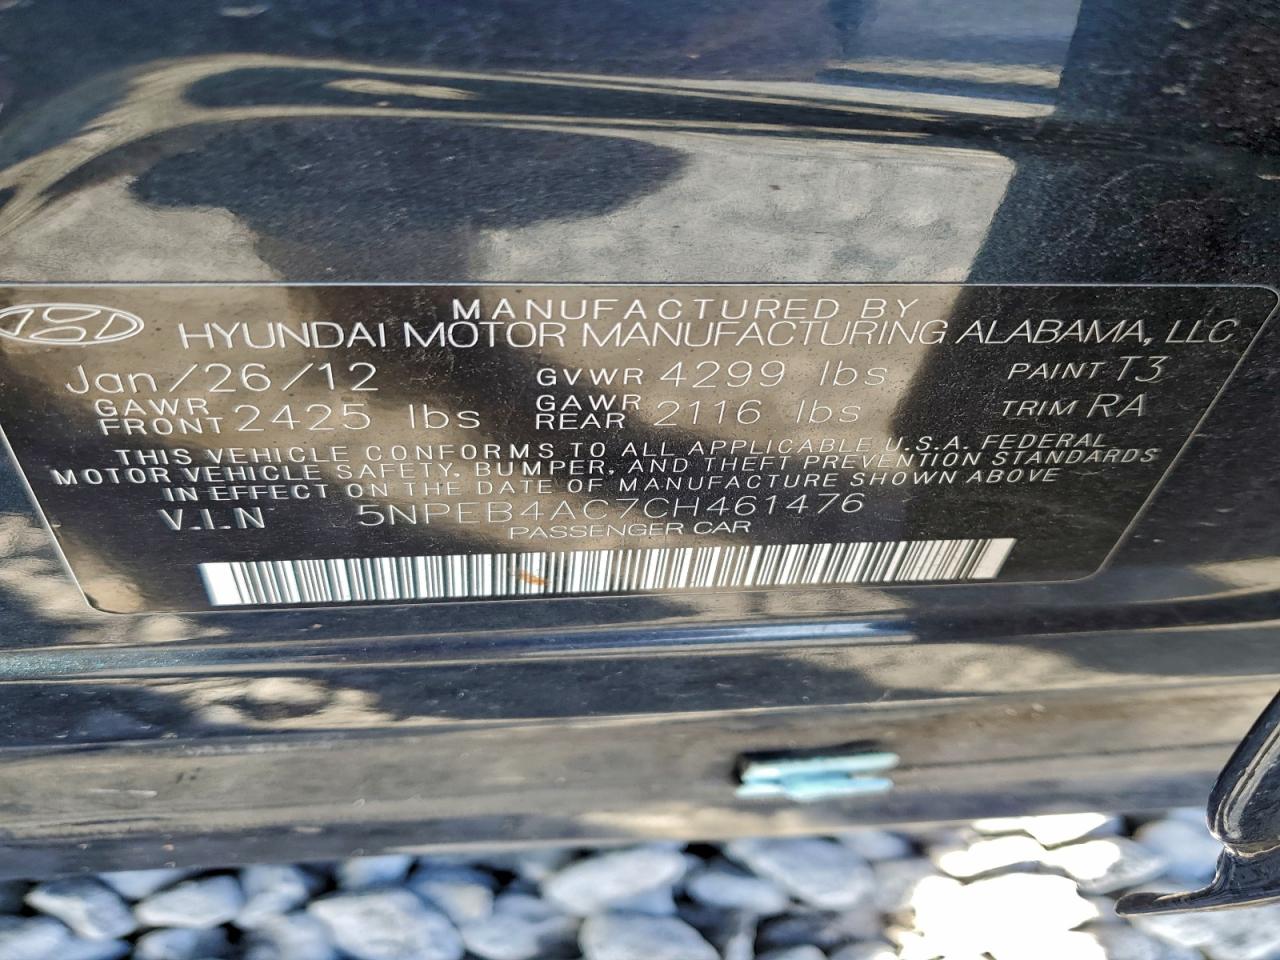 MANUFACTURED BY
HYUNDAI MOTOR MANUFACTURING ALABAMA, LLC
Jan/26/12 GVWR 4299 lbs PAINT T3
GAWR FRONT 2425 lbs GAWR REAR 2116 lbs TRIM RA
THIS VEHICLE CONFORMS TO ALL APPLICABLE U.S.A. FEDERAL
MOTOR VEHICLE SAFETY, BUMPER, AND THEFT PREVENTION STANDARDS
IN EFFECT ON THE DATE OF MANUFACTURE SHOWN ABOVE
V.I.N 5NPEB4AC7CH461476
PASSENGER CAR